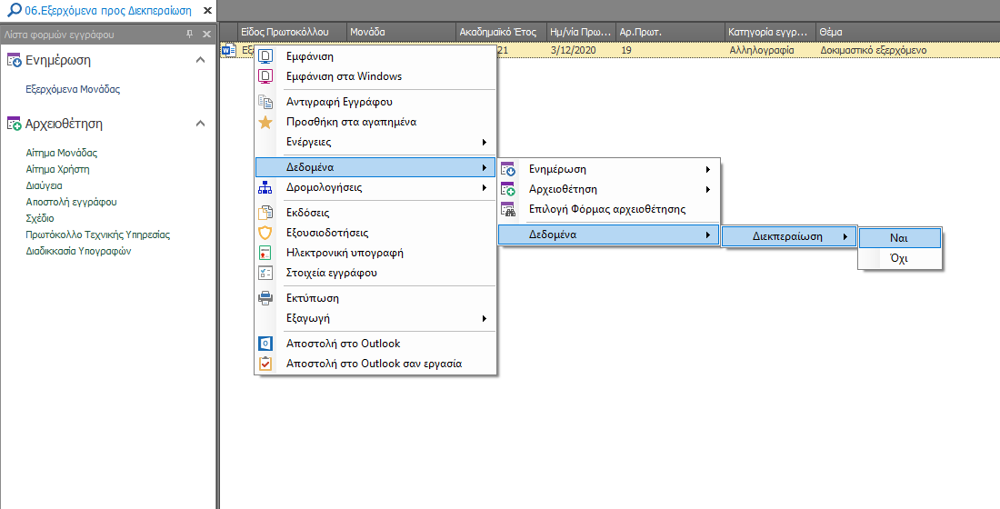 06.Εξερχόμενα προς Διεκπεραίωση
Λίστα φορμών εγγράφου
Ενημέρωση
Εξερχόμενα Μονάδας
Αρχειοθέτηση
Αίτημα Μονάδας
Αίτημα Χρήστη
Διαύγεια
Αποστολή εγγράφου
Σχέδιο
Πρωτόκολλο Τεχνικής Υπηρεσίας
Διαδικκασία Υπογραφών
Είδος Πρωτοκόλλου Μονάδα Ακαδημαϊκό Έτος Ημ/νία Πρω... Αρ.Πρωτ. Κατηγορία εγγρ... Θέμα
21 3/12/2020 19 Αλληλογραφία Δοκιμαστικό εξερχόμενο
Εμφάνιση
Εμφάνιση στα Windows
Αντιγραφή Εγγράφου
Προσθήκη στα αγαπημένα
Ενέργειες
Δεδομένα
Δρομολογήσεις
Εκδόσεις
Εξουσιοδοτήσεις
Ηλεκτρονική υπογραφή
Στοιχεία εγγράφου
Εκτύπωση
Εξαγωγή
Αποστολή στο Outlook
Αποστολή στο Outlook σαν εργασία
Ενημέρωση
Αρχειοθέτηση
Επιλογή Φόρμας αρχειοθέτησης
Δεδομένα
Διεκπεραίωση
Ναι
Όχι